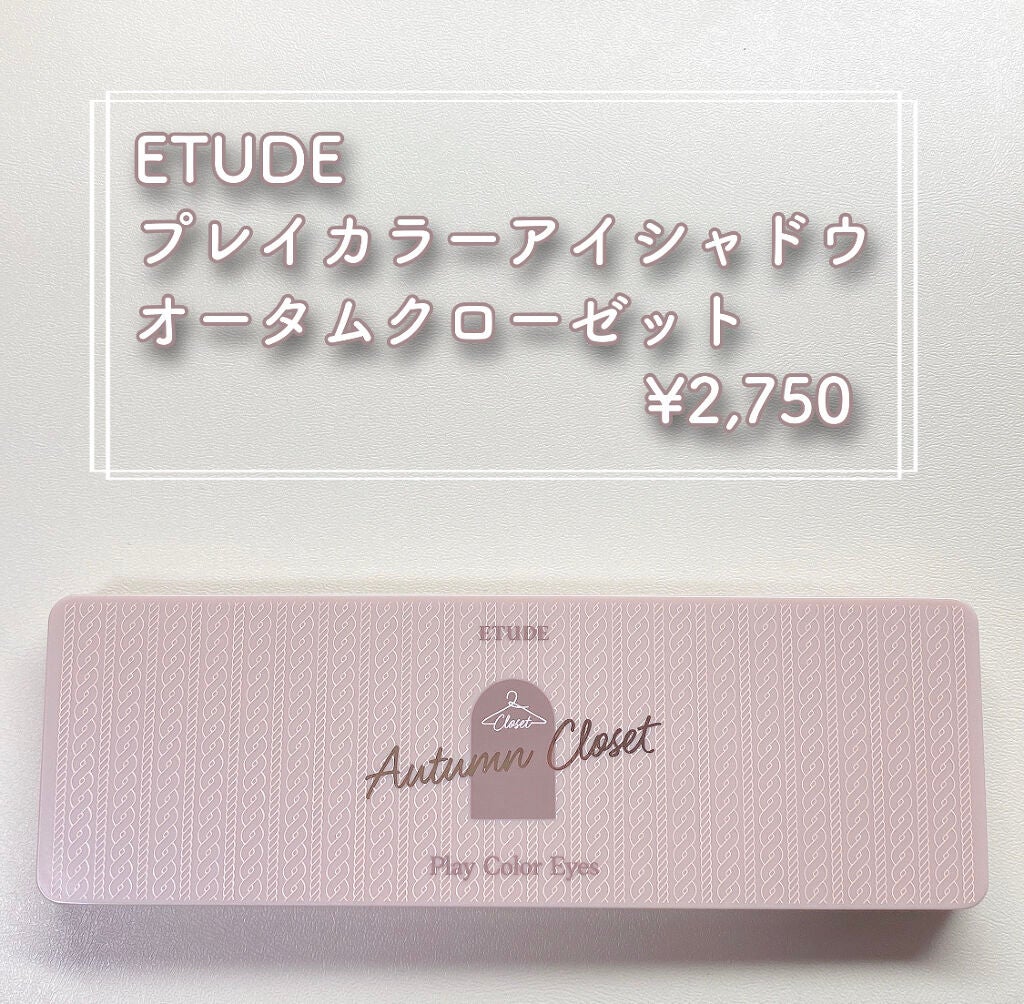 ETUDE
プレイカラーアイシャドウ
オータムクローゼット
¥2,750
ETUDE
Closet
Autumn Closet
Play Color Eyes